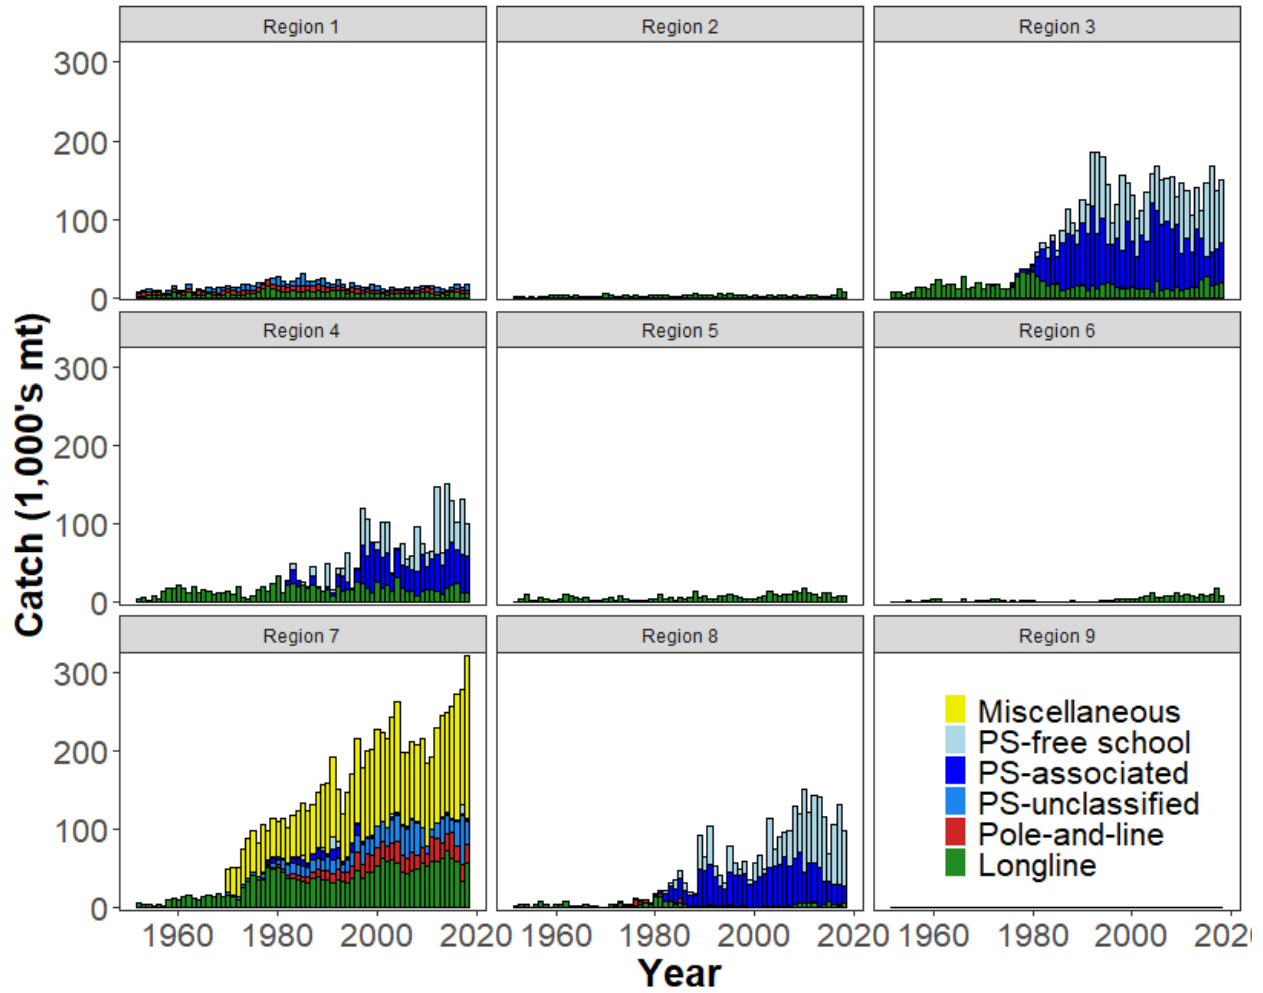 Region 1
Region 2
Region 3
300
200
100
0
Region 4
Region 5
Region 6
300
200
100
0
Catch (1,000's mt)
Region 7
Region 8
Region 9
300
200
100
0
Miscellaneous
PS-free school
PS-associated
PS-unclassified
Pole-and-line
Longline
1960 1980 2000 2020 1960 1980 2000 2020 1960 1980 2000 202
Year